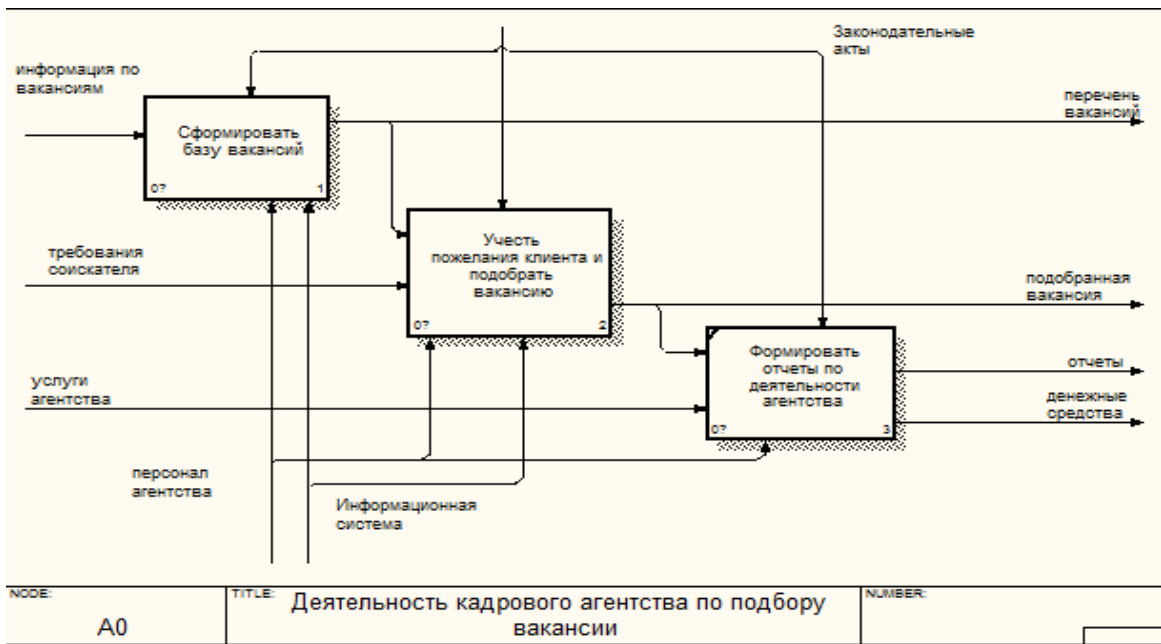 Законодательные
акты
информация по
вакансиям
перечень
вакансий
Сформировать
базу вакансий
0? 1
Учесть
пожелания клиента и
подобрать
вакансию
0? 2
требования
соискателя
подобранная
вакансия
Формировать
отчеты по
деятельности
агентства
0? 3
отчеты
денежные
средства
услуги
агентства
персонал
агентства
Информационная
система
NODE: TITLE: NUMBER:
A0
Деятельность кадрового агентства по подбору
вакансии